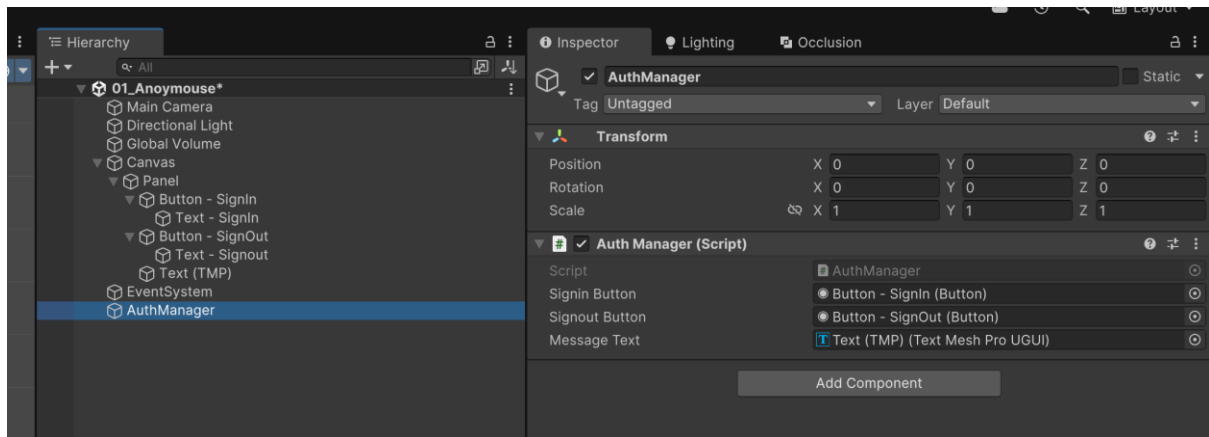 Layout
Hierarchy
All
01_Anoymouse*
Main Camera
Directional Light
Global Volume
Canvas
Panel
Button - SignIn
Text - SignIn
Button - SignOut
Text - Signout
Text (TMP)
EventSystem
AuthManager
Inspector
Lighting
Occlusion
AuthManager
Static
Tag Untagged
Layer Default
Transform
Position X 0 Y 0 Z 0
Rotation X 0 Y 0 Z 0
Scale X 1 Y 1 Z 1
# Auth Manager (Script)
Script AuthManager
Signin Button Button - SignIn (Button)
Signout Button Button - SignOut (Button)
Message Text Text (TMP) (Text Mesh Pro UGUI)
Add Component